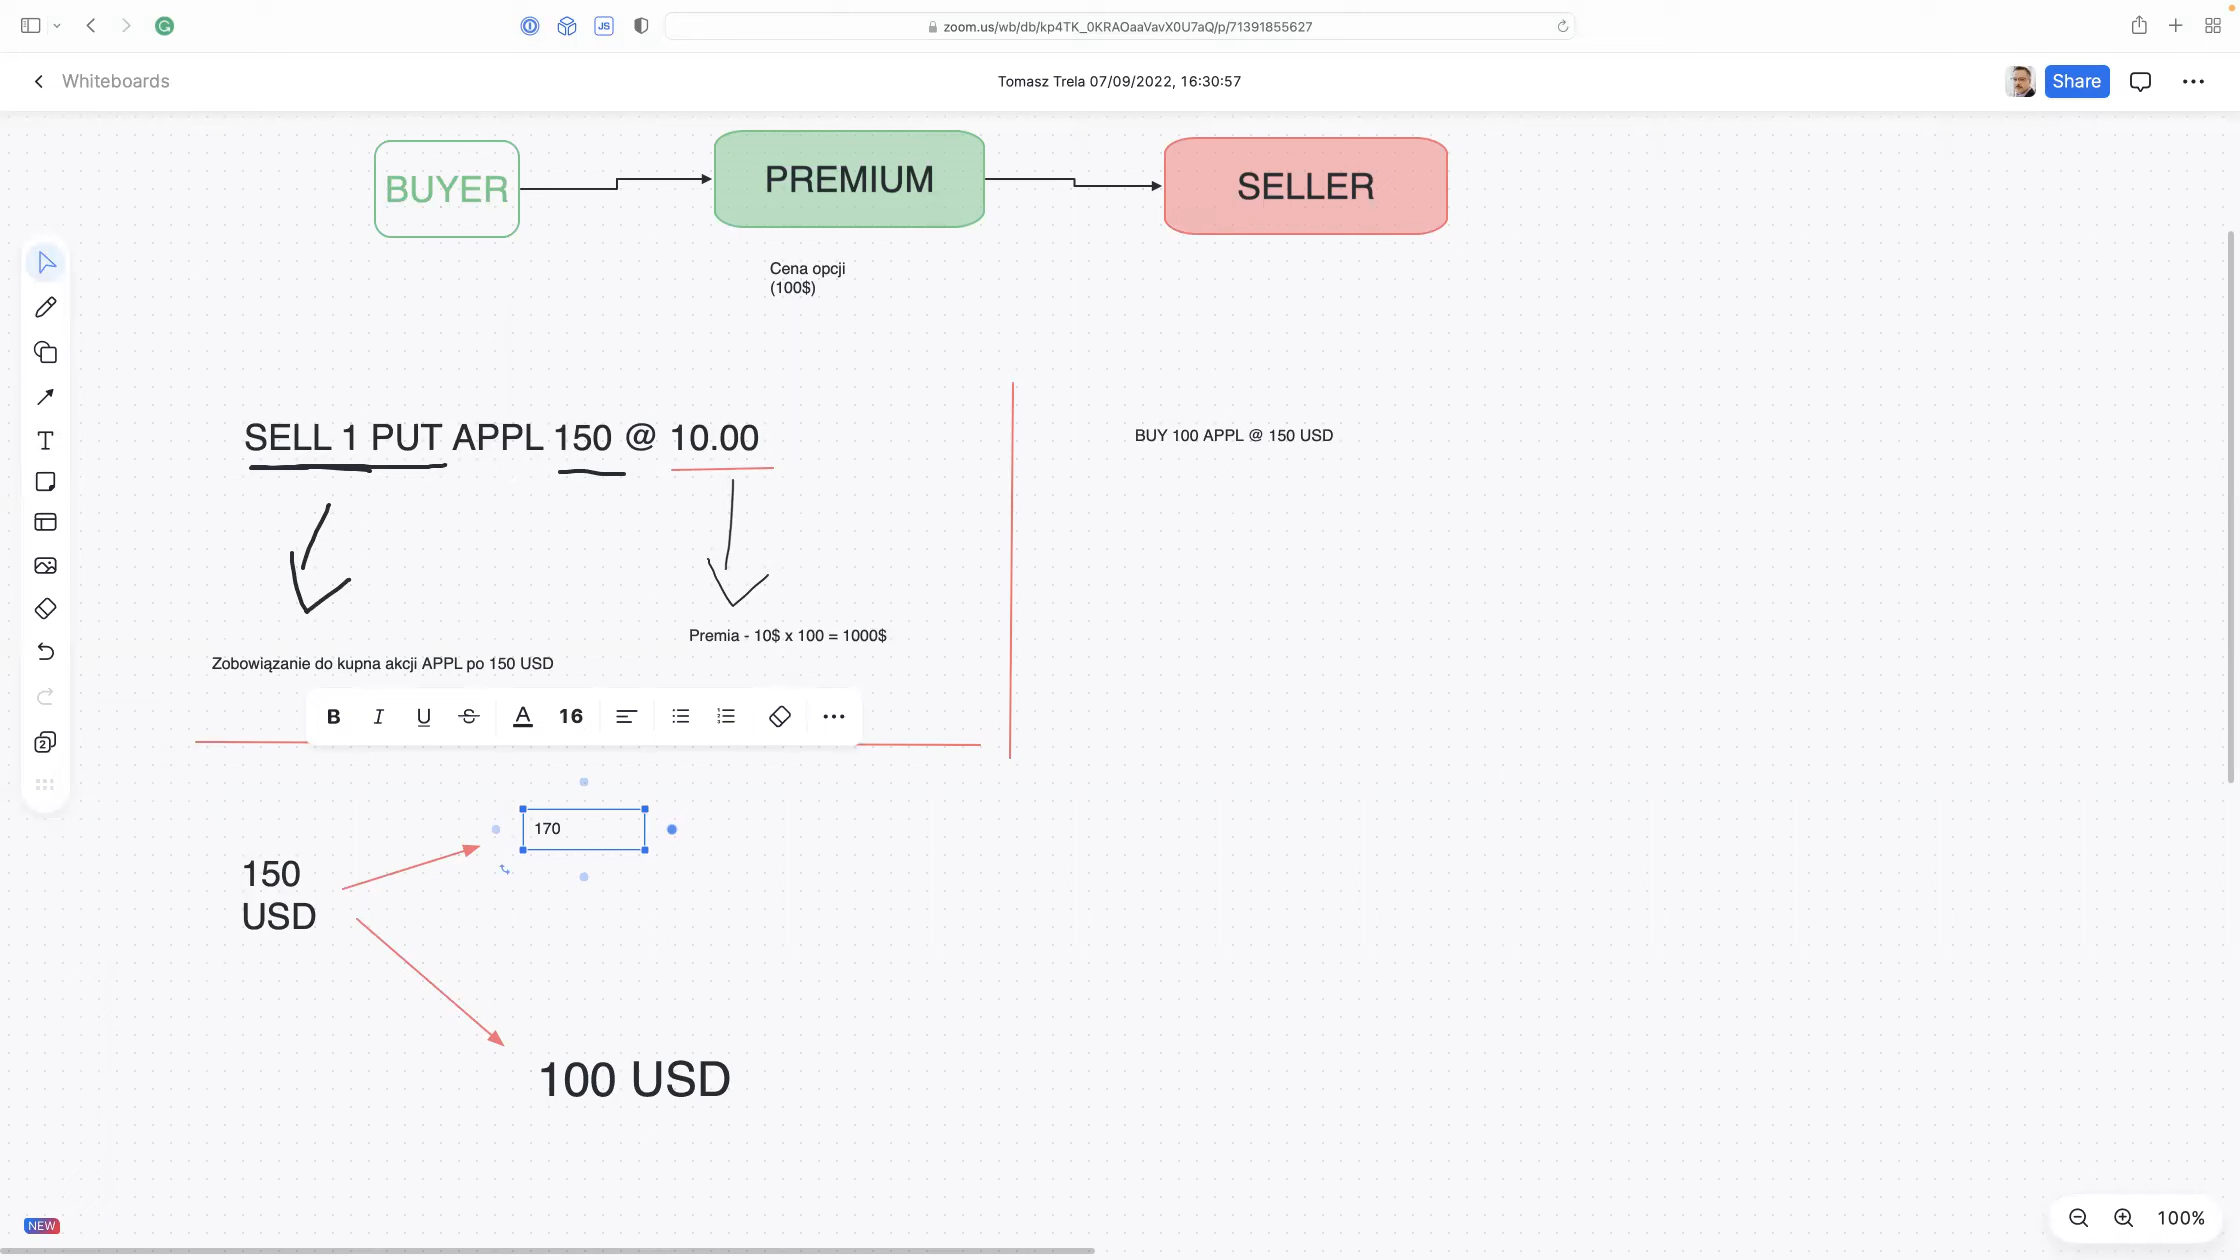 JS
zoom.us/wb/db/kp4TK_0KRAOaaVavX0U7aQ/p/71391855627
Whiteboards
Tomasz Trela 07/09/2022, 16:30:57
Share
BUYER
PREMIUM
SELLER
Cena opcji
(100$)
SELL 1 PUT APPL 150 @ 10.00
BUY 100 APPL @ 150 USD
Premia - 10$ x 100 = 1000$
Zobowiązanie do kupna akcji APPL po 150 USD
B I U S A 16
170
150
USD
100 USD
NEW
100%